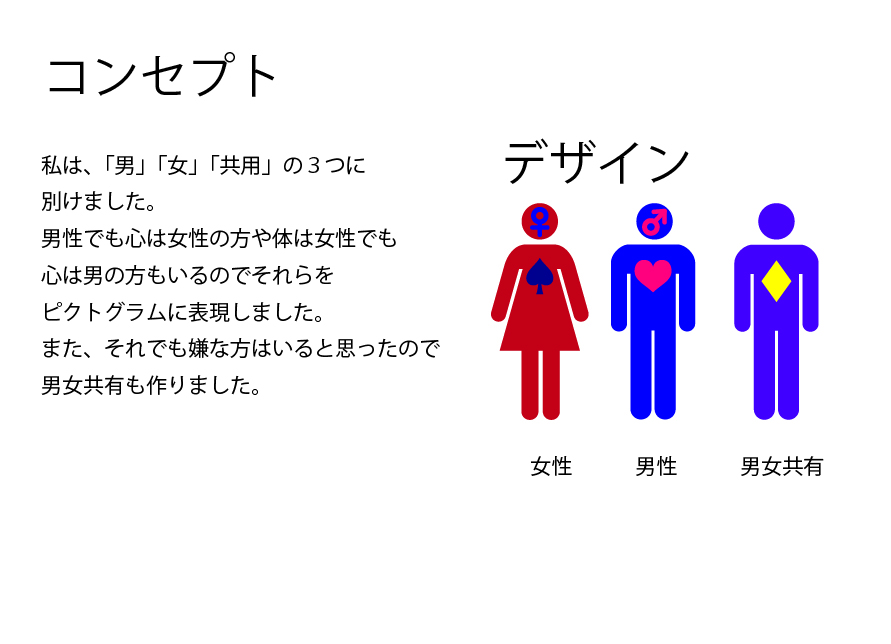 コンセプト
私は、「男」「女」「共用」の３つに
別けました。
男性でも心は女性の方や体は女性でも
心は男の方もいるのでそれらを
ピクトグラムに表現しました。
また、それでも嫌な方はいると思ったので
男女共有も作りました。
デザイン
女性
男性
男女共有